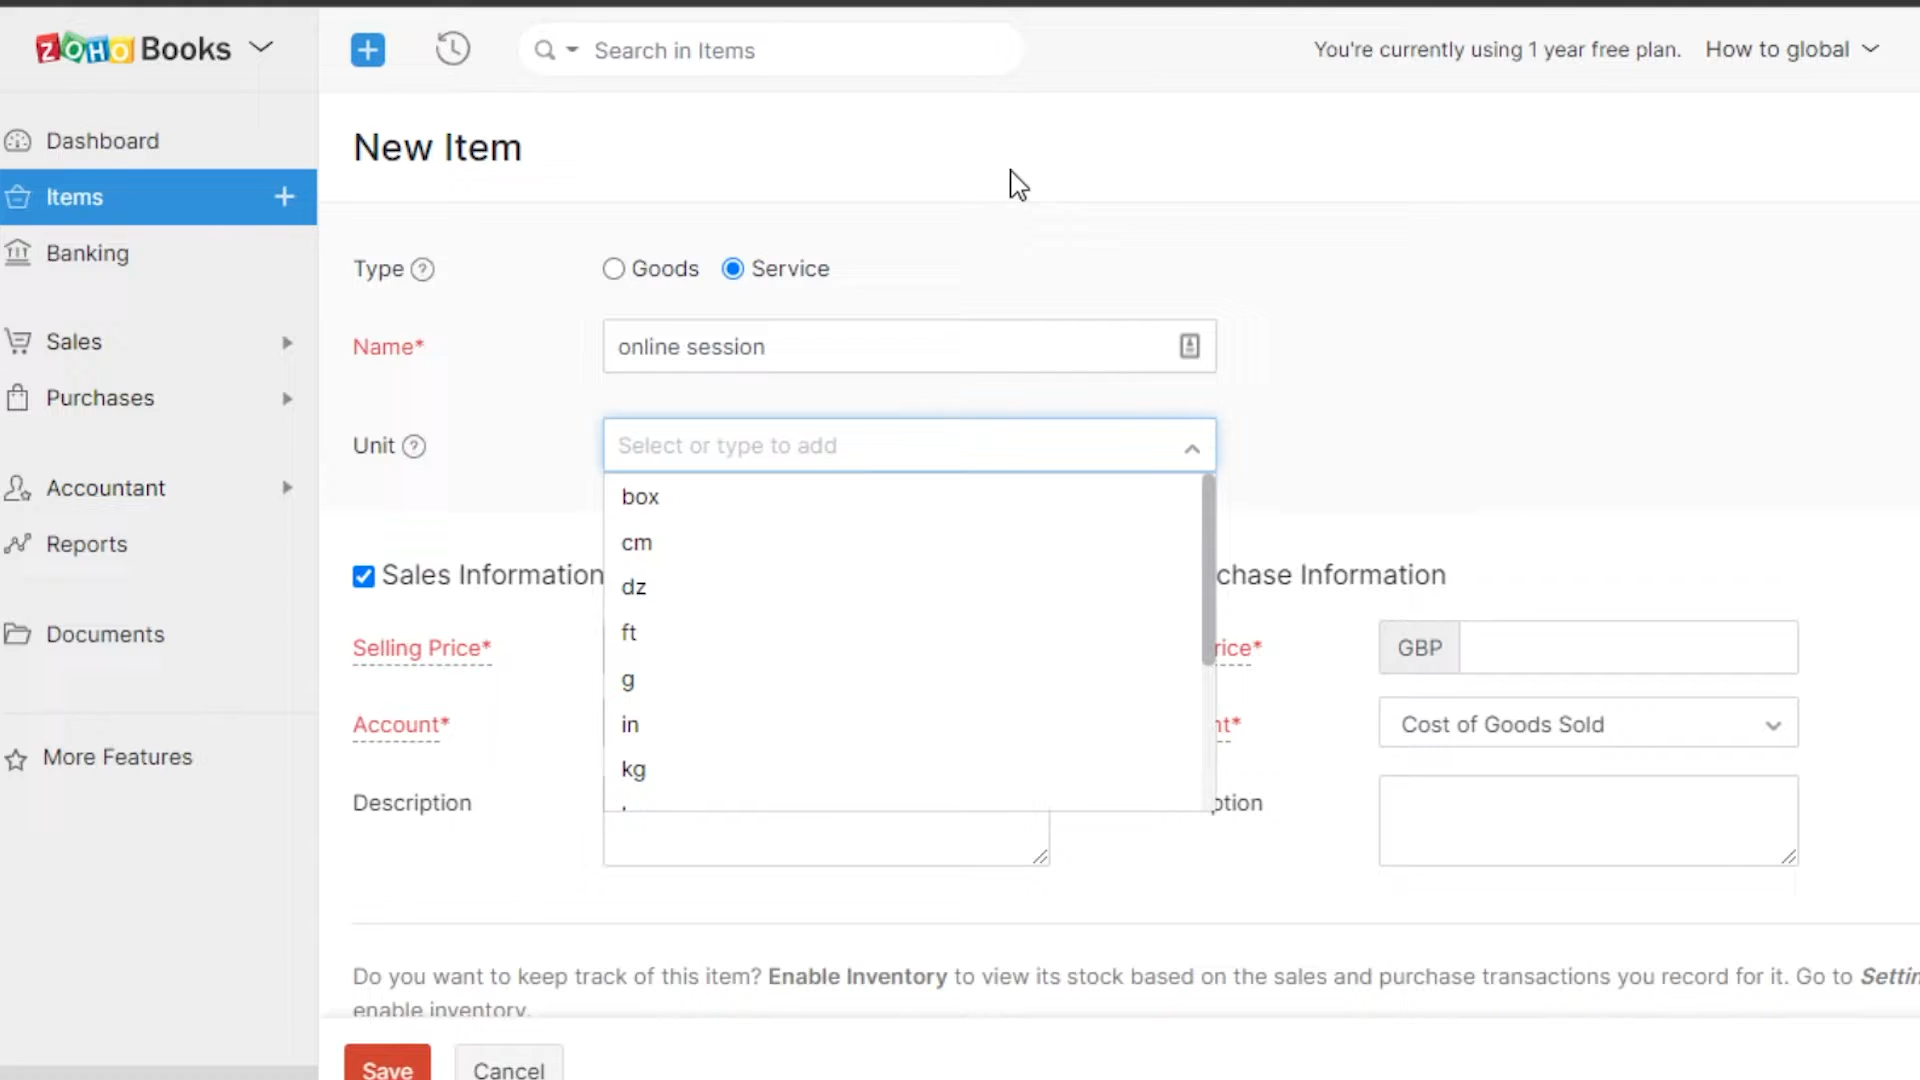 ZOHO Books
Search in Items
You're currently using 1 year free plan. How to global
Dashboard
Items
Banking
Sales
Purchases
Accountant
Reports
Documents
More Features
New Item
Type
Goods Service
Name*
online session
Unit
Select or type to add
box
cm
dz
ft
g
in
kg
Sales Information
chase Information
Selling Price*
rice*
GBP
Account*
nt*
Cost of Goods Sold
Description
ption
Do you want to keep track of this item? Enable Inventory to view its stock based on the sales and purchase transactions you record for it. Go to Settin
enable inventory.
Save Cancel